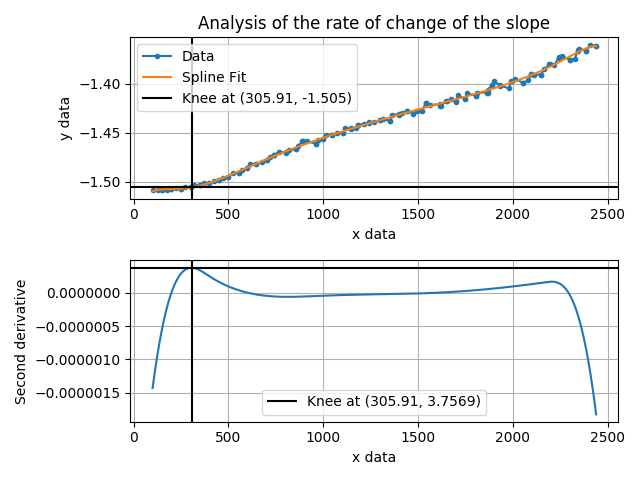 Analysis of the rate of change of the slope
Data
Spline Fit
Knee at (305.91, -1.505)
y data
−1.40
−1.45
−1.50
0 500 1000 1500 2000 2500
x data
Second derivative
0.0000000
−0.0000005
−0.0000010
−0.0000015
Knee at (305.91, 3.7569)
0 500 1000 1500 2000 2500
x data